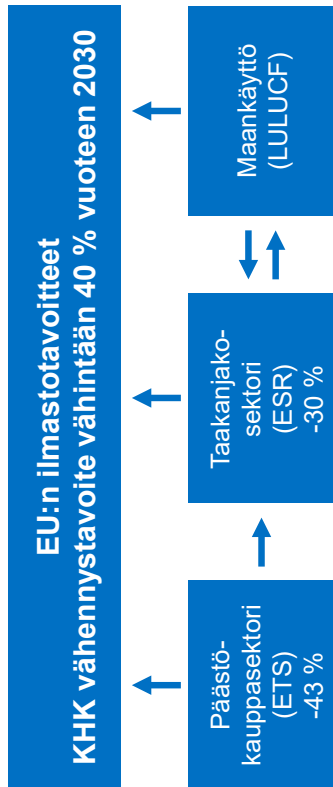 EU:n ilmastotavoitteet
KHK vähennystavoite vähintään 40 % vuoteen 2030
Päästö-
kauppasektori
(ETS)
-43 %
Taakanjako-
sektori
(ESR)
-30 %
Maankäyttö
(LULUCF)